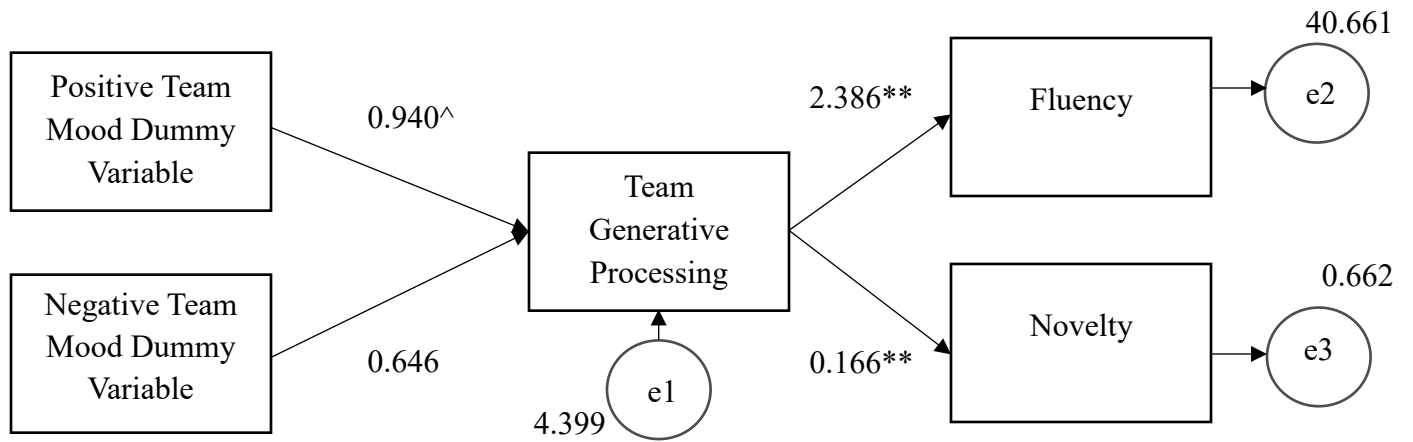 Positive Team
Mood Dummy
Variable
0.940^
Negative Team
Mood Dummy
Variable
0.646
Team
Generative
Processing
e1
4.399
2.386**
Fluency
40.661
e2
0.166**
Novelty
0.662
e3